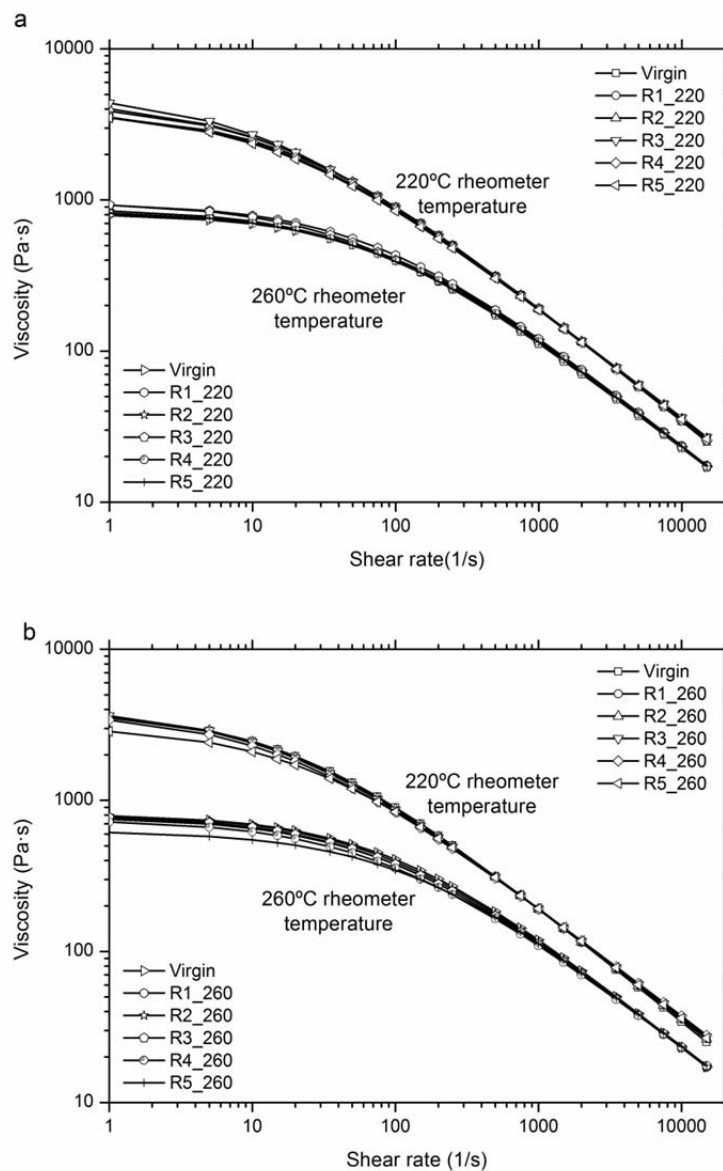 a
10000
1000
100
10
Viscosity (Pa·s)
Virgin
R1_220
R2_220
R3_220
R4_220
R5_220
220ºC rheometer
temperature
260ºC rheometer
temperature
Virgin
R1_220
R2_220
R3_220
R4_220
R5_220
1
10
100
1000
10000
Shear rate(1/s)
b
10000
1000
100
10
Viscosity (Pa·s)
Virgin
R1_260
R2_260
R3_260
R4_260
R5_260
220ºC rheometer
temperature
260ºC rheometer
temperature
Virgin
R1_260
R2_260
R3_260
R4_260
R5_260
1
10
100
1000
10000
Shear rate (1/s)